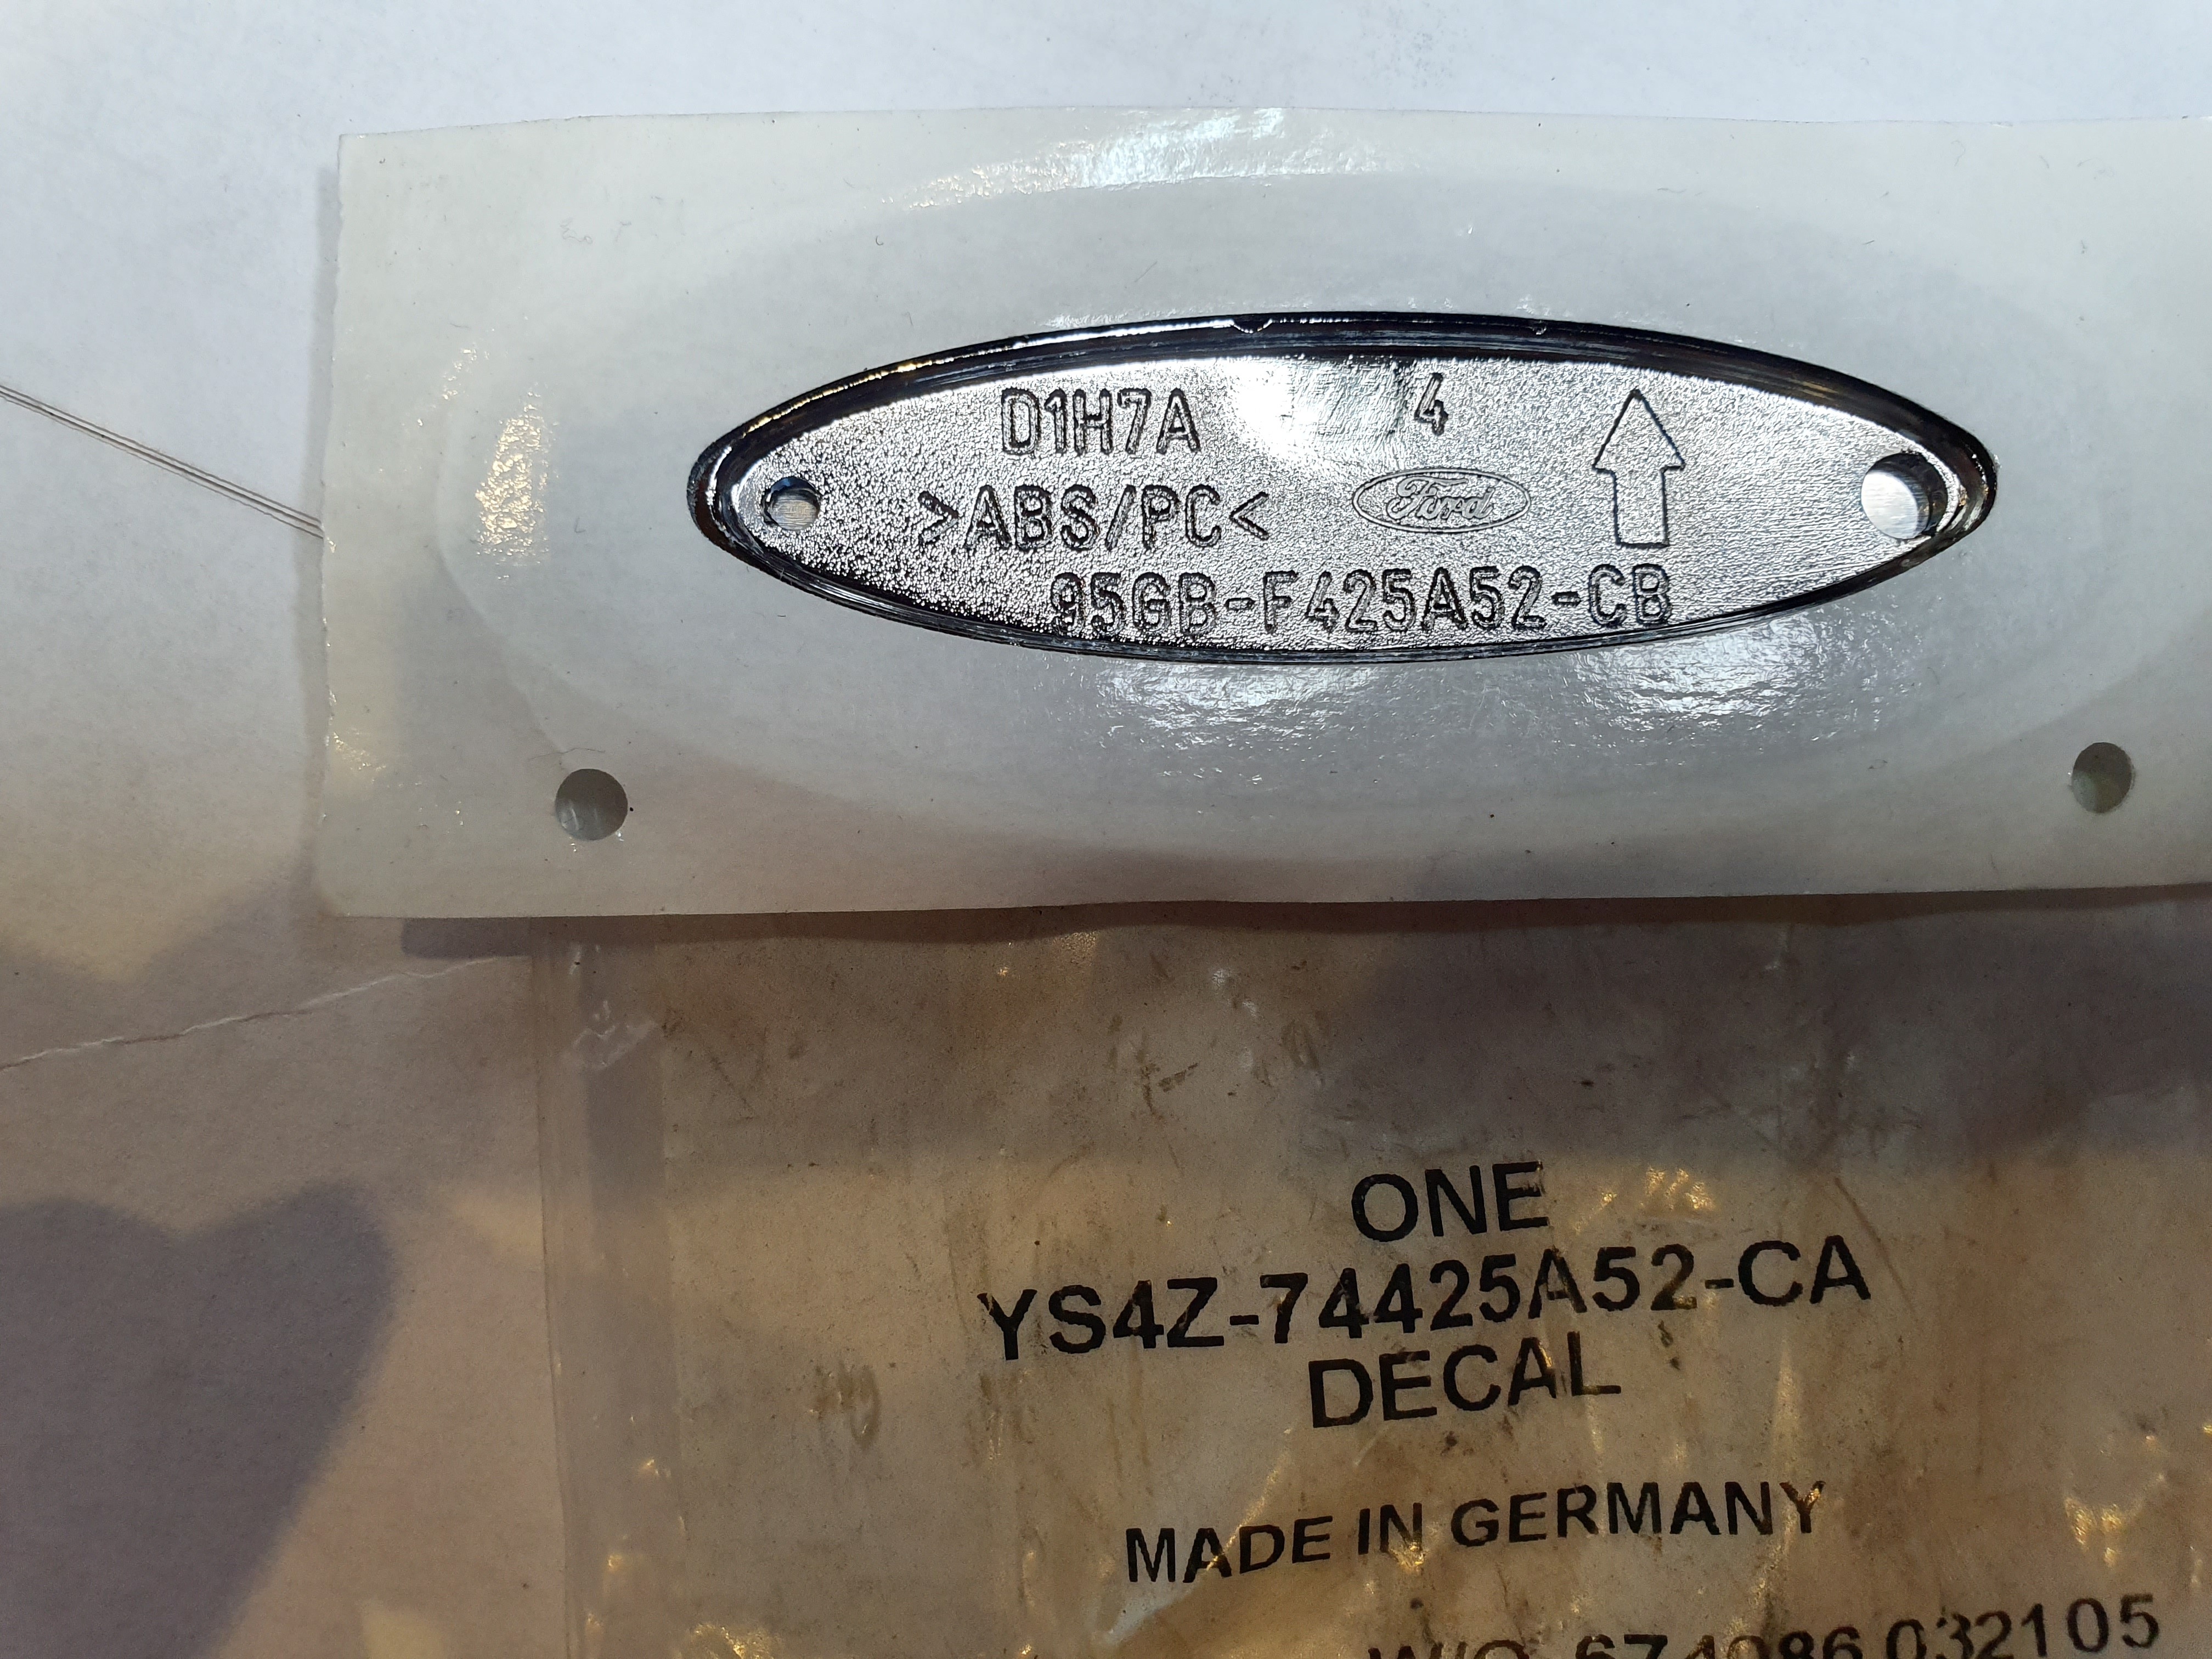 D1H7A 4
>ABS/PC<
Ford
95GB-F425A52-CB
ONE
YS4Z-74425A52-CA
DECAL
MADE IN GERMANY
032105